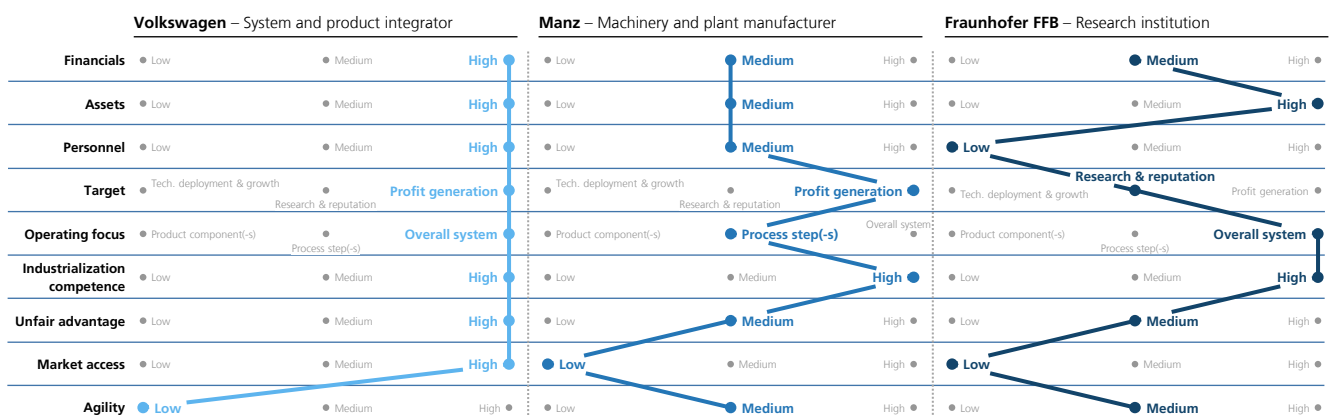 Volkswagen – System and product integrator
Manz – Machinery and plant manufacturer
Fraunhofer FFB – Research institution
Financials Low Medium High Low Medium High Low Medium High
Assets Low Medium High Low Medium High Low Medium High
Personnel Low Medium High Low Medium High Low Medium High
Target Tech. deployment & growth Research & reputation Profit generation Tech. deployment & growth Research & reputation Profit generation Tech. deployment & growth Research & reputation Profit generation
Operating focus Product component(-s) Process step(-s) Overall system Product component(-s) Process step(-s) Overall system Product component(-s) Process step(-s) Overall system
Industrialization
competence Low Medium High Low Medium High Low Medium High
Unfair advantage Low Medium High Low Medium High Low Medium High
Market access Low Medium High Low Medium High Low Medium High
Agility Low Medium High Low Medium High Low Medium High